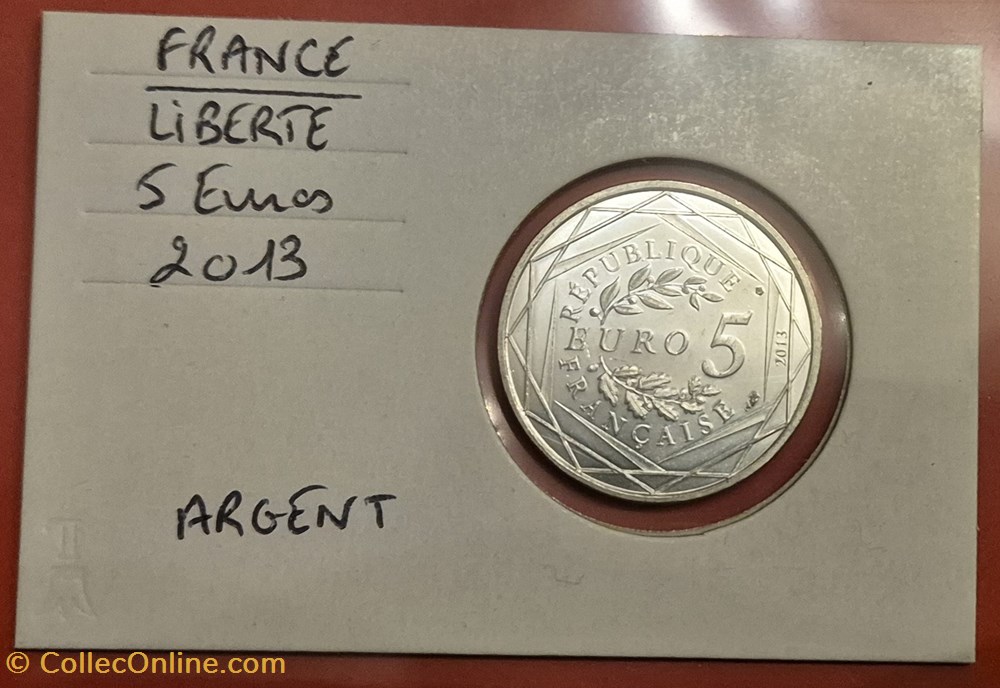 FRANCE
LIBERTE
5 Euros
2013
ARGENT
RÉPUBLIQUE
EURO 5
FRANÇAISE
2013
© CollecOnline.com